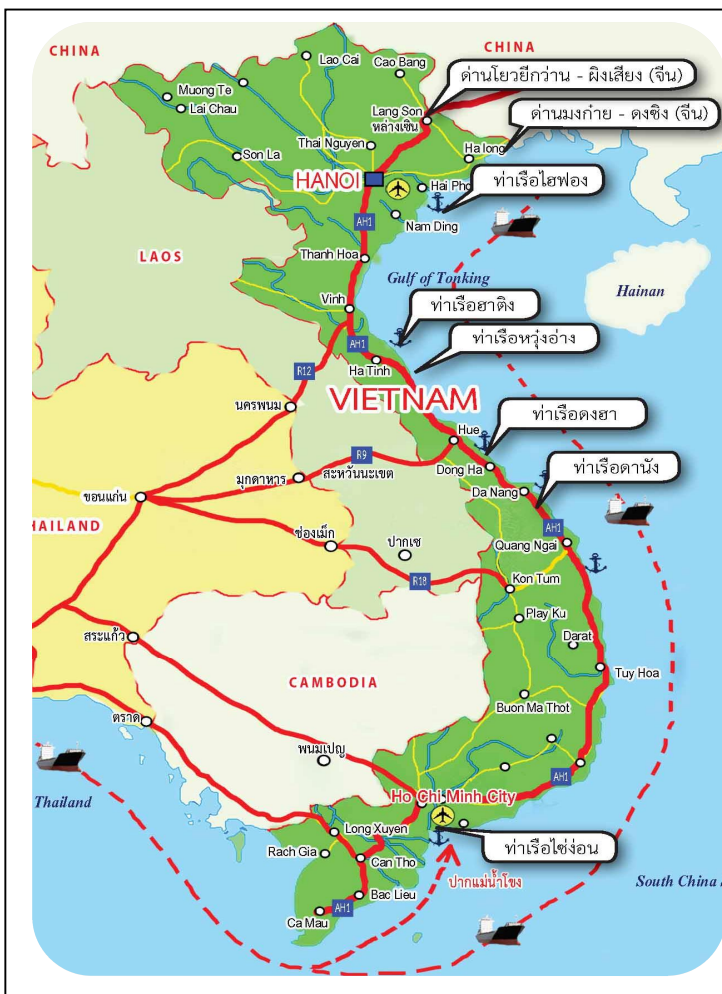 CHINA
CHINA
Lao Cai
Cao Bang
ด่านโยวยีกว่าน - ผิงเสียง (จีน)
Muong Te
Lai Chau
Lang Son
หล่างเซิน
ด่านมงก๋าย - ดงซิง (จีน)
Thai Nguyen
Son La
Ha long
HANOI
Hai Pho
ท่าเรือไฮฟอง
AH1
Nam Ding
LAOS
Thanh Hoa
Gulf of Tonking
Hainan
Vinh
ท่าเรือฮาติง
AH1
ท่าเรือหวุ๋งอ่าง
Ha Tinh
R12
VIETNAM
นครพนม
ท่าเรือดงฮา
Hue
R9
มุกดาหาร
สะหวันนะเขต
Dong Ha
ท่าเรือดานัง
ขอนแก่น
Da Nang
HAILAND
ช่องเม็ก
ปากเซ
AH1
Quang Ngai
R18
Kon Tum
Play Ku
สระแก้ว
Darat
Tuy Hoa
CAMBODIA
Buon Ma Thot
ตราด
พนมเปญ
AH1
Thailand
Ho Chi Minh City
Long Xuyen
Rach Gia
Can Tho
ท่าเรือไซ่ง่อน
ปากแม่น้ำโขง
South China
Bac Lieu
AH1
Ca Mau